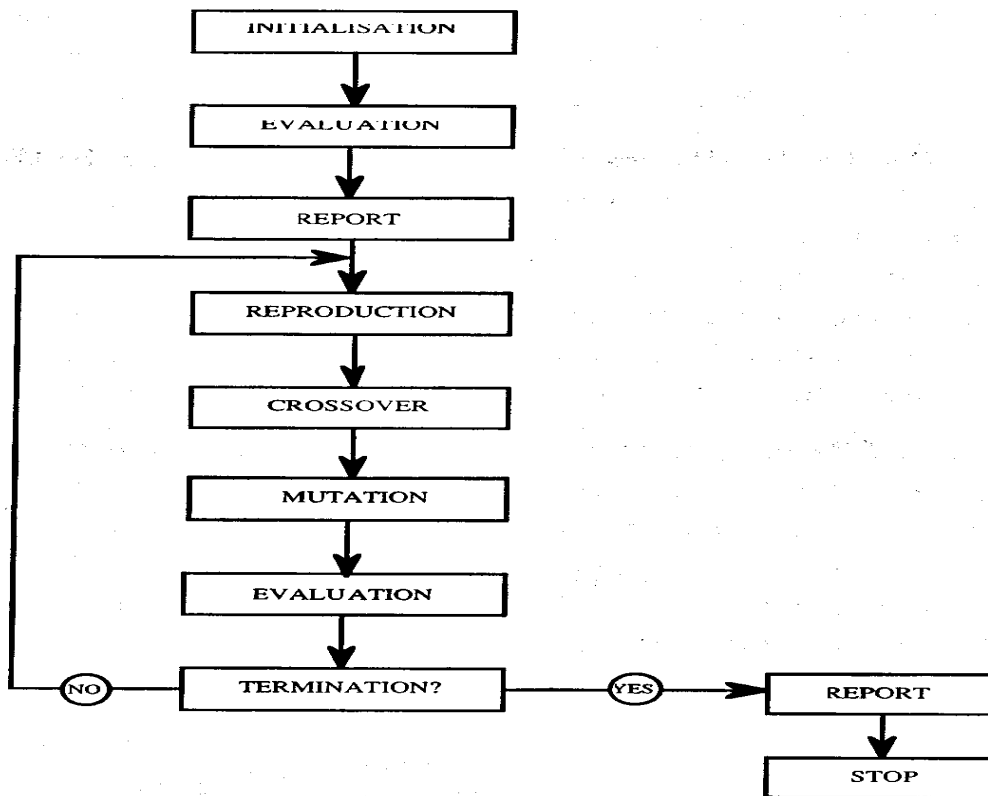 INITIALISATION
EVALUATION
REPORT
REPRODUCTION
CROSSOVER
MUTATION
EVALUATION
NO
TERMINATION?
YES
REPORT
STOP